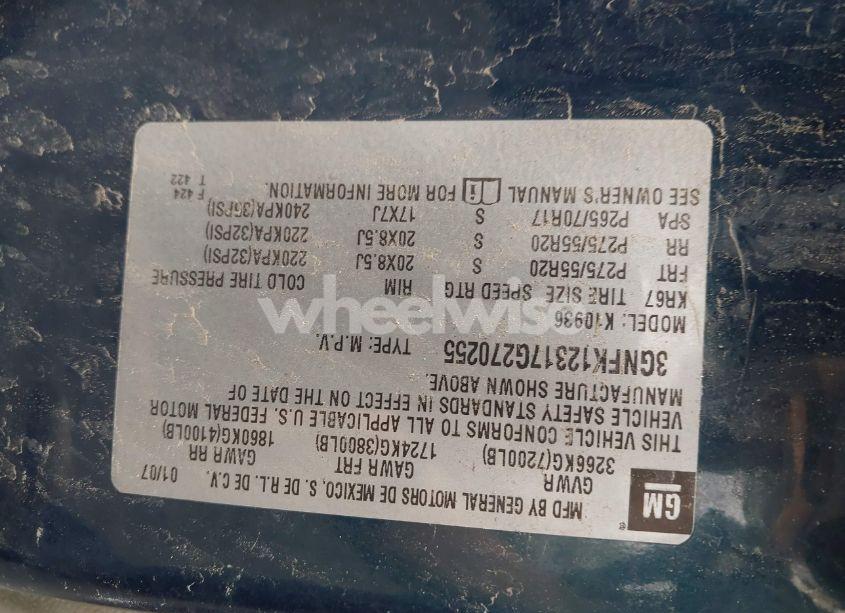 GM
MFD BY GENERAL MOTORS DE MEXICO, S. DE R.L. DE C.V.
01/07
GVWR GAWR FRT GAWR RR
3266KG(7200LB) 1724KG(3800LB) 1860KG(4100LB)
THIS VEHICLE CONFORMS TO ALL APPLICABLE U.S. FEDERAL MOTOR
VEHICLE SAFETY STANDARDS IN EFFECT ON THE DATE OF
MANUFACTURE SHOWN ABOVE.
3GNFK12317G270255 TYPE: M.P.V.
MODEL: K10936
KR67 TIRE SIZE SPEED RTG RIM COLD TIRE PRESSURE
FRT P275/55R20 S 20X8.5J 220KPA(32PSI)
RR P275/55R20 S 20X8.5J 220KPA(32PSI)
SPA P265/70R17 S 17X7J 240KPA(35PSI)
SEE OWNER'S MANUAL i FOR MORE INFORMATION.
F 424
T 422
wheelwise